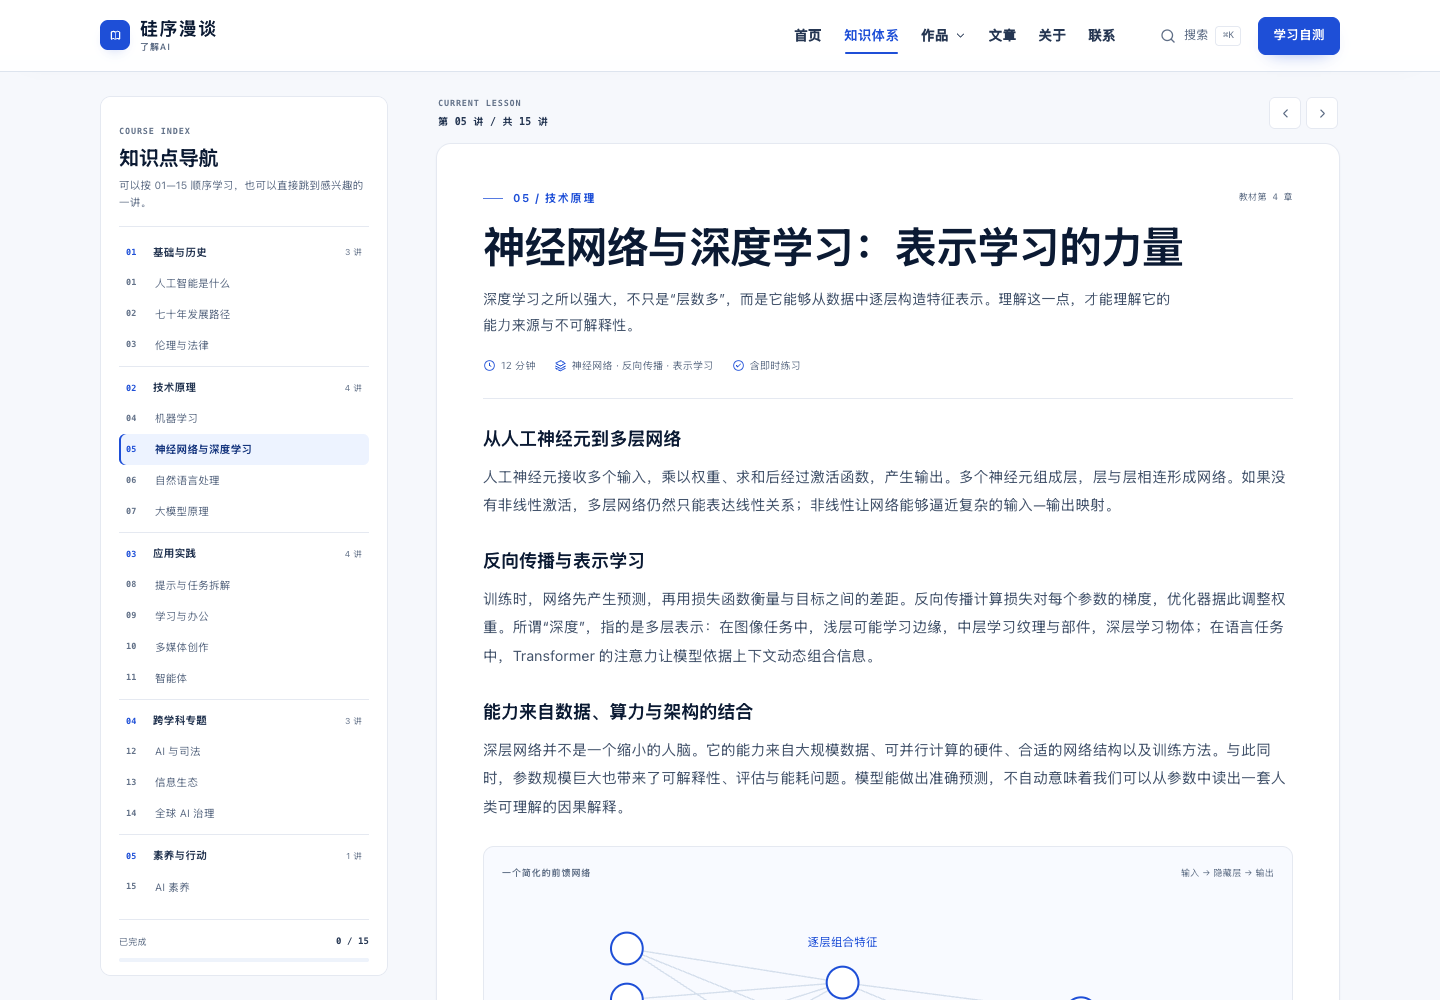 硅序漫谈
了解AI
首页 知识体系 作品 文章 关于 联系 搜索 ⌘K 学习自测
COURSE INDEX
知识点导航
可以按 01—15 顺序学习，也可以直接跳到感兴趣的
一讲。
01 基础与历史 3 讲
01 人工智能是什么
02 七十年发展路径
03 伦理与法律
02 技术原理 4 讲
04 机器学习
05 神经网络与深度学习
06 自然语言处理
07 大模型原理
03 应用实践 4 讲
08 提示与任务拆解
09 学习与办公
10 多媒体创作
11 智能体
04 跨学科专题 3 讲
12 AI 与司法
13 信息生态
14 全球 AI 治理
05 素养与行动 1 讲
15 AI 素养
已完成 0 / 15
CURRENT LESSON
第 05 讲 / 共 15 讲
05 / 技术原理
教材第 4 章
神经网络与深度学习：表示学习的力量
深度学习之所以强大，不只是“层数多”，而是它能够从数据中逐层构造特征表示。理解这一点，才能理解它的
能力来源与不可解释性。
12 分钟 神经网络 · 反向传播 · 表示学习 含即时练习
从人工神经元到多层网络
人工神经元接收多个输入，乘以权重、求和后经过激活函数，产生输出。多个神经元组成层，层与层相连形成网络。如果没
有非线性激活，多层网络仍然只能表达线性关系；非线性让网络能够逼近复杂的输入—输出映射。
反向传播与表示学习
训练时，网络先产生预测，再用损失函数衡量与目标之间的差距。反向传播计算损失对每个参数的梯度，优化器据此调整权
重。所谓“深度”，指的是多层表示：在图像任务中，浅层可能学习边缘，中层学习纹理与部件，深层学习物体；在语言任务
中，Transformer 的注意力让模型依据上下文动态组合信息。
能力来自数据、算力与架构的结合
深层网络并不是一个缩小的人脑。它的能力来自大规模数据、可并行计算的硬件、合适的网络结构以及训练方法。与此同
时，参数规模巨大也带来了可解释性、评估与能耗问题。模型能做出准确预测，不自动意味着我们可以从参数中读出一套人
类可理解的因果解释。
一个简化的前馈网络
输入 → 隐藏层 → 输出
逐层组合特征